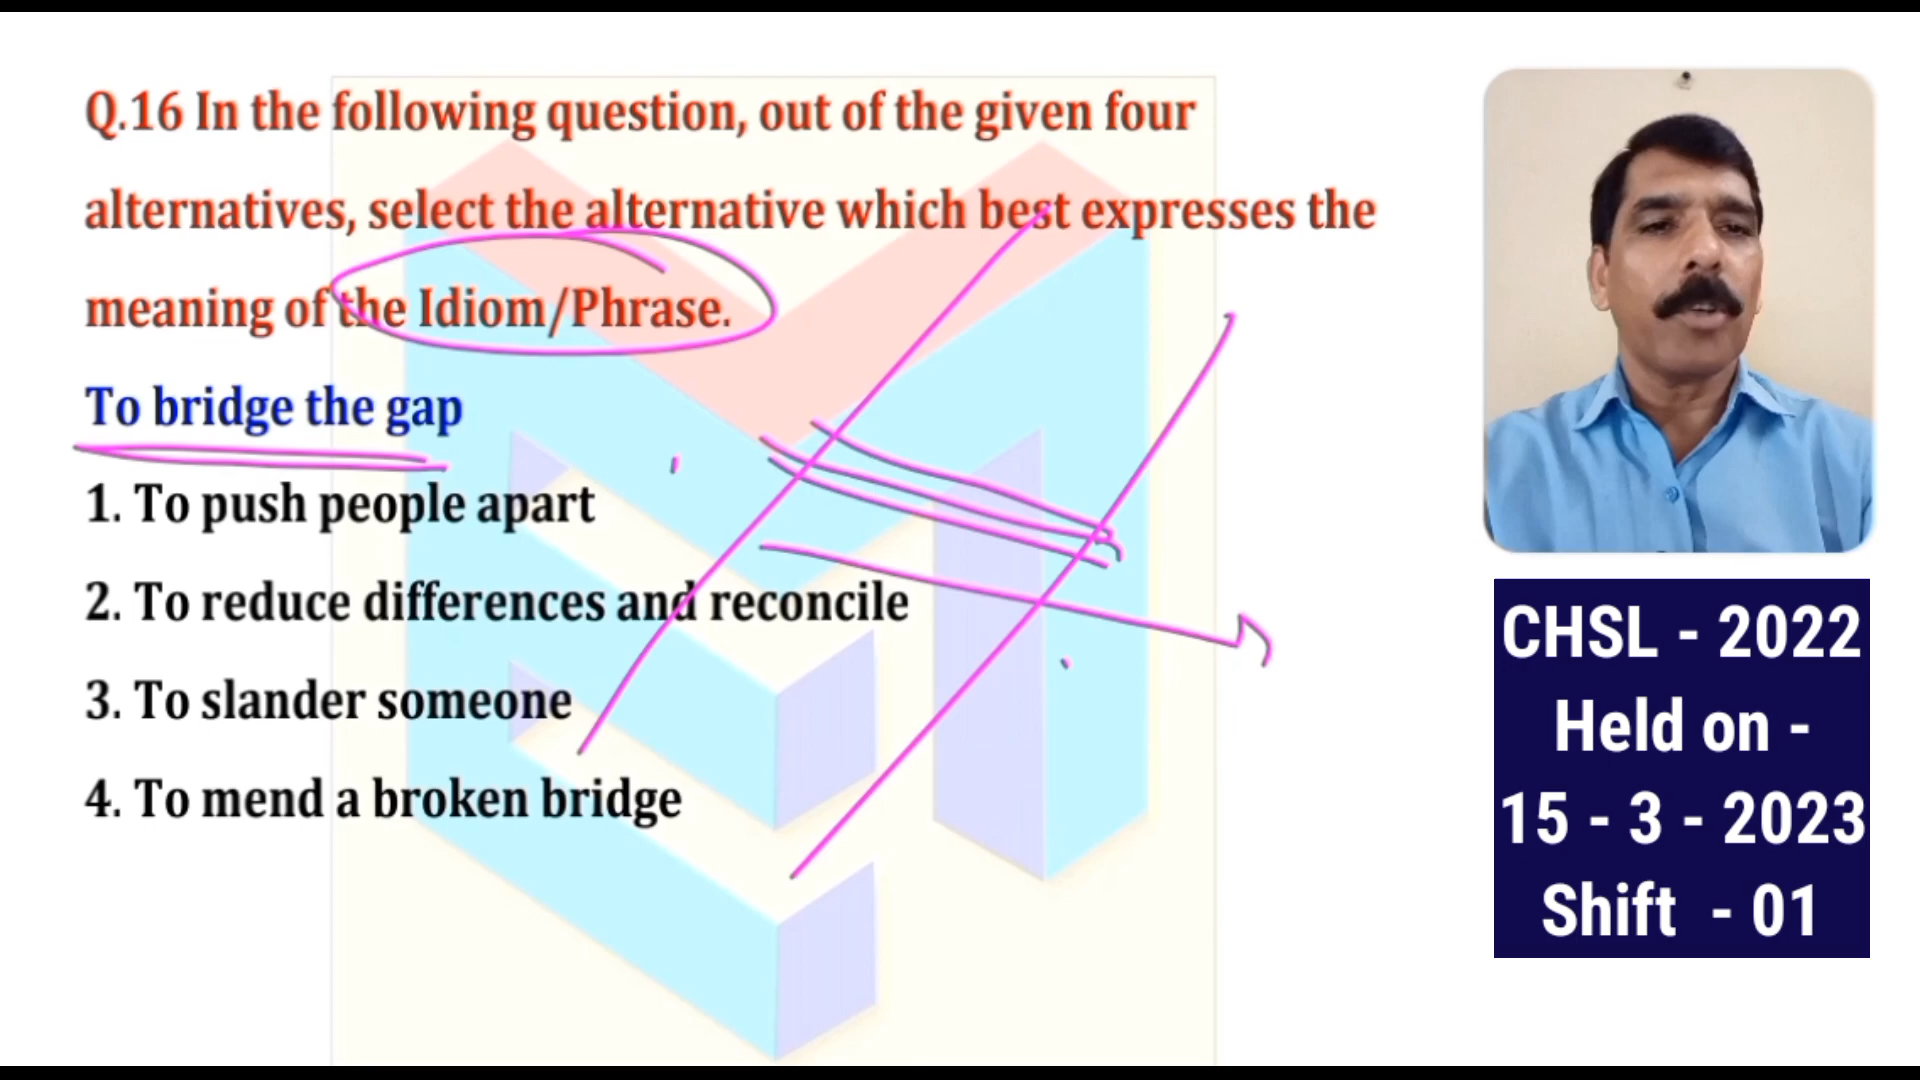 Q.16 In the following question, out of the given four
alternatives, select the alternative which best expresses the
meaning of the Idiom/Phrase.
To bridge the gap
1. To push people apart
2. To reduce differences and reconcile
3. To slander someone
4. To mend a broken bridge
CHSL - 2022
Held on -
15 - 3 - 2023
Shift - 01